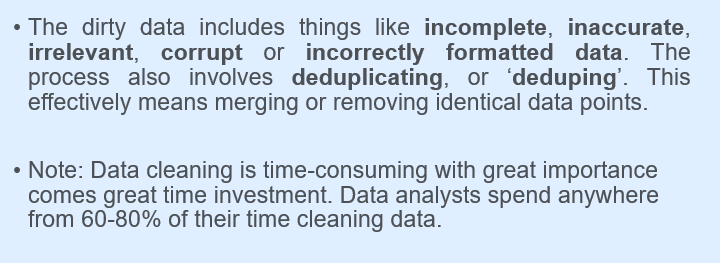 • The dirty data includes things like incomplete, inaccurate,
irrelevant, corrupt or incorrectly formatted data. The
process also involves deduplicating, or ‘deduping’. This
effectively means merging or removing identical data points.
• Note: Data cleaning is time-consuming with great importance
comes great time investment. Data analysts spend anywhere
from 60-80% of their time cleaning data.